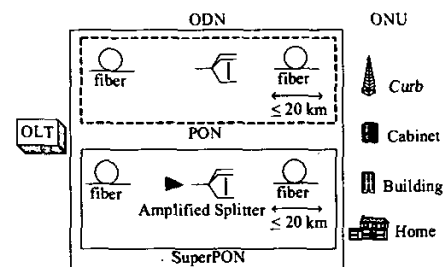 ODN
ONU
fiber
fiber
≤ 20 km
Curb
OLT
PON
Cabinet
fiber
fiber
Building
Amplified Splitter
≤ 20 km
Home
SuperPON